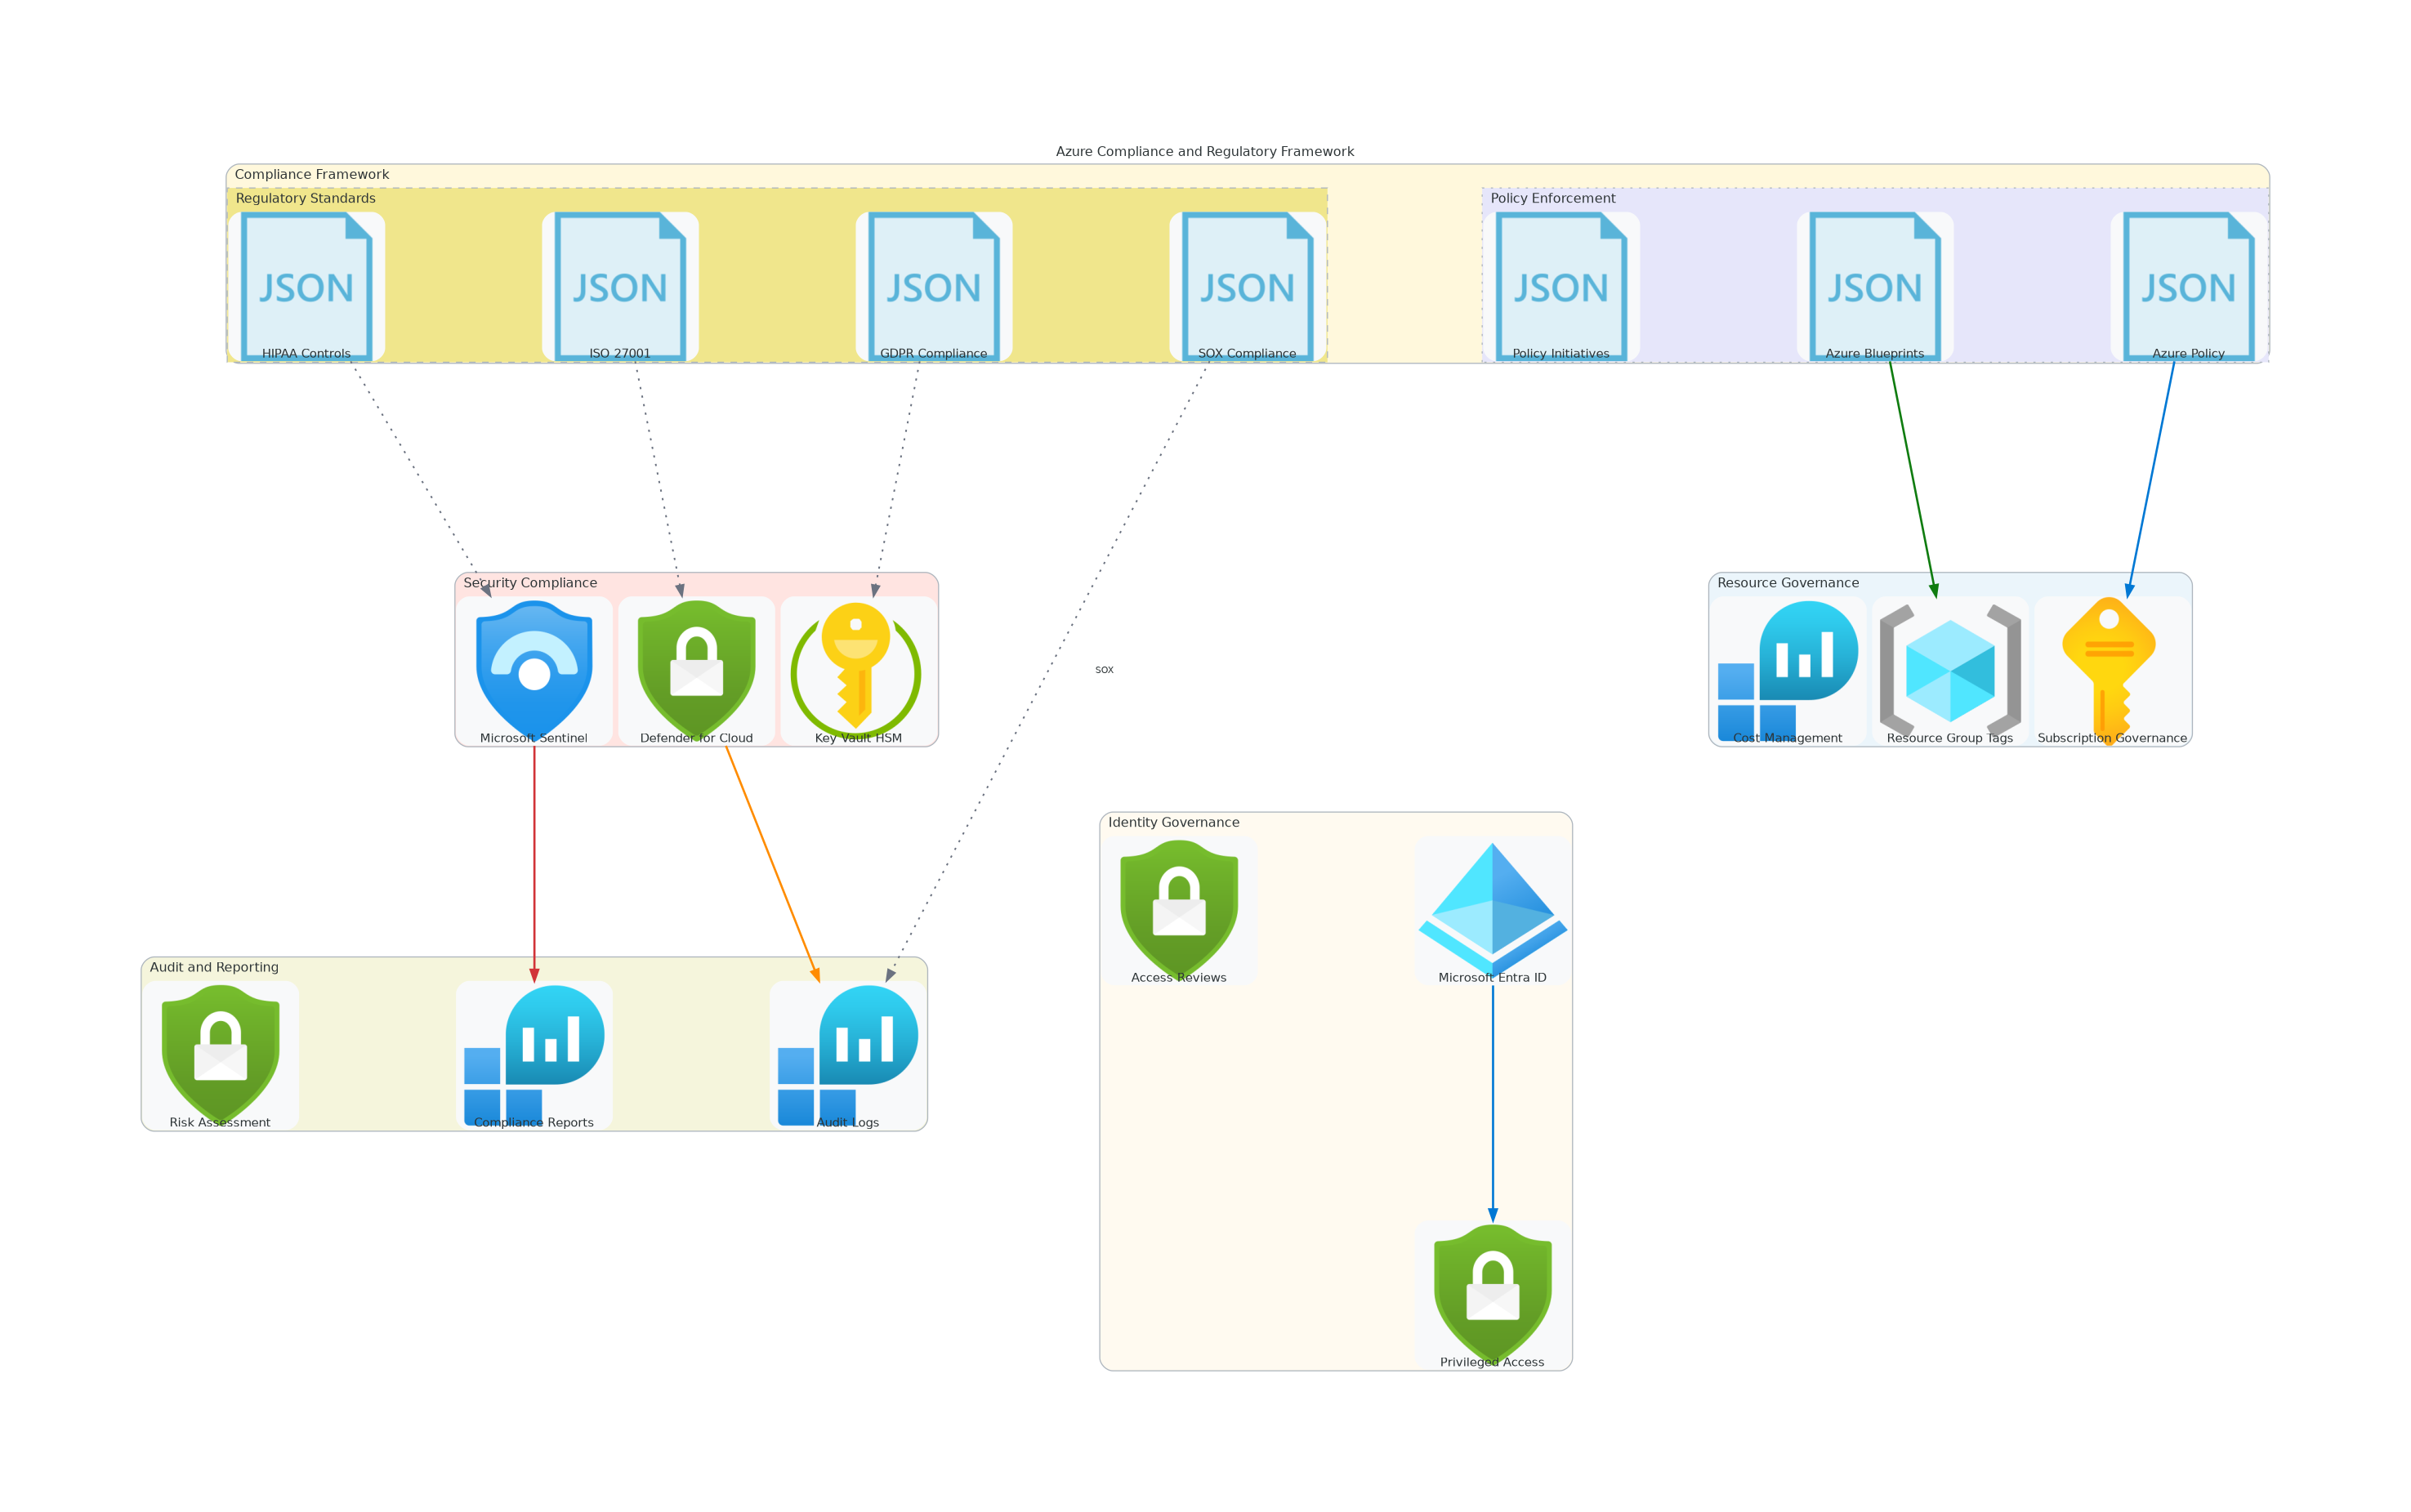 Azure Compliance and Regulatory Framework
Compliance Framework
Regulatory Standards
Policy Enforcement
JSON
JSON
JSON
JSON
JSON
JSON
JSON
HIPAA Controls
ISO 27001
GDPR Compliance
SOX Compliance
Policy Initiatives
Azure Blueprints
Azure Policy
Security Compliance
Resource Governance
sox
Microsoft Sentinel
Defender for Cloud
Key Vault HSM
Cost Management
Resource Group Tags
Subscription Governance
Identity Governance
Audit and Reporting
Access Reviews
Microsoft Entra ID
Risk Assessment
Compliance Reports
Audit Logs
Privileged Access